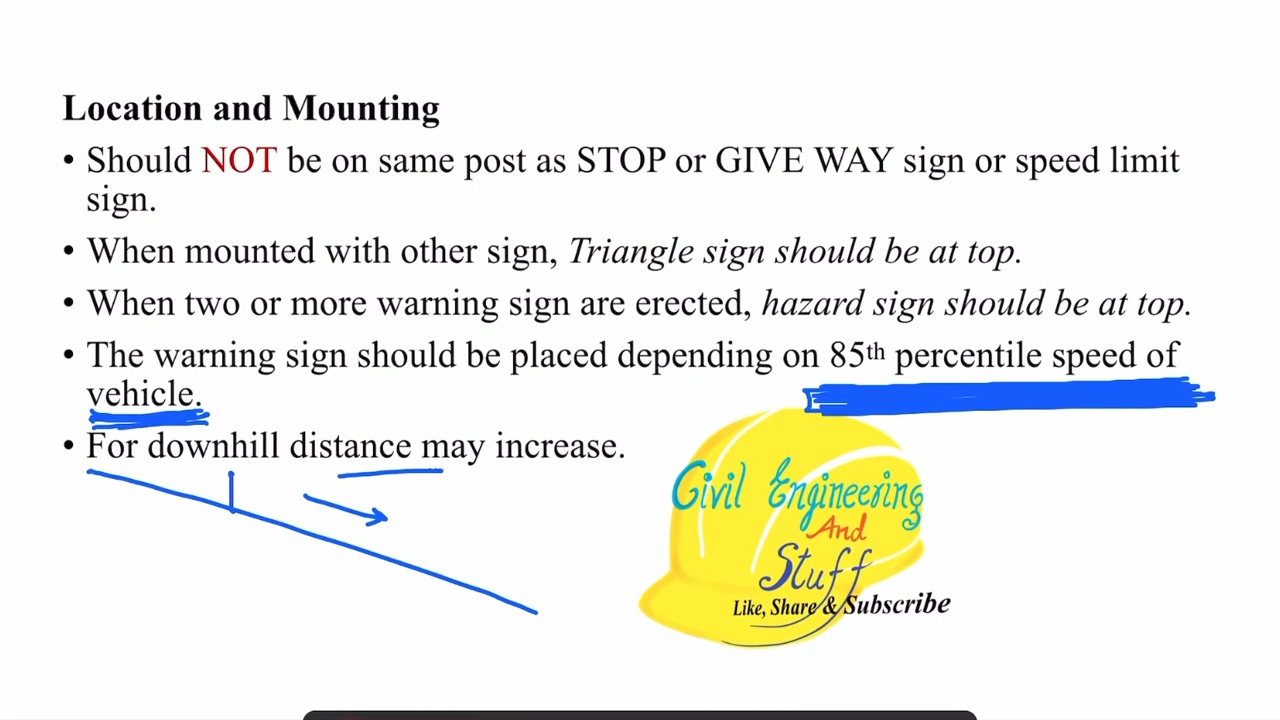 Location and Mounting
• Should NOT be on same post as STOP or GIVE WAY sign or speed limit
sign.
• When mounted with other sign, Triangle sign should be at top.
• When two or more warning sign are erected, hazard sign should be at top.
• The warning sign should be placed depending on 85th percentile speed of
vehicle.
• For downhill distance may increase.
Civil Engineering
And
Stuff
Like, Share & Subscribe